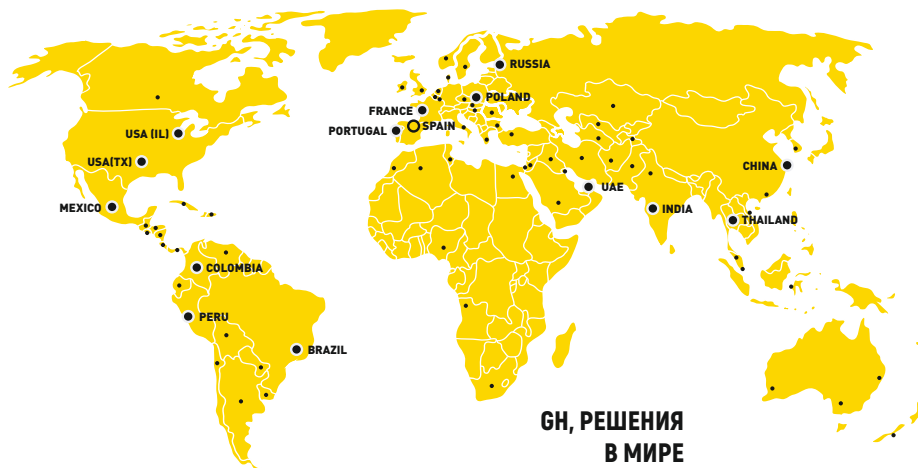 RUSSIA
POLAND
FRANCE
SPAIN
PORTUGAL
USA (IL)
USA(TX)
CHINA
UAE
MEXICO
INDIA
THAILAND
COLOMBIA
PERU
BRAZIL
GH, РЕШЕНИЯ
В МИРЕ